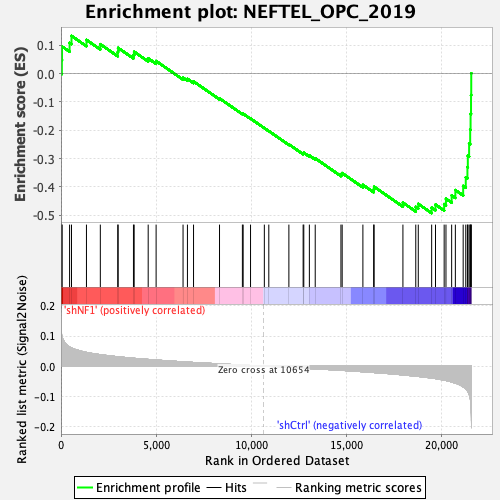 Enrichment plot: NEFTEL_OPC_2019
Enrichment score (ES)
0.1
0.0
-0.1
-0.2
-0.3
-0.4
-0.5
'shNF1' (positively correlated)
Ranked list metric (Signal2Noise)
0.2
0.1
0.0
-0.1
-0.2
Zero cross at 10654
'shCtrl' (negatively correlated)
0
5,000
10,000
15,000
20,000
Rank in Ordered Dataset
Enrichment profile
Hits
Ranking metric scores